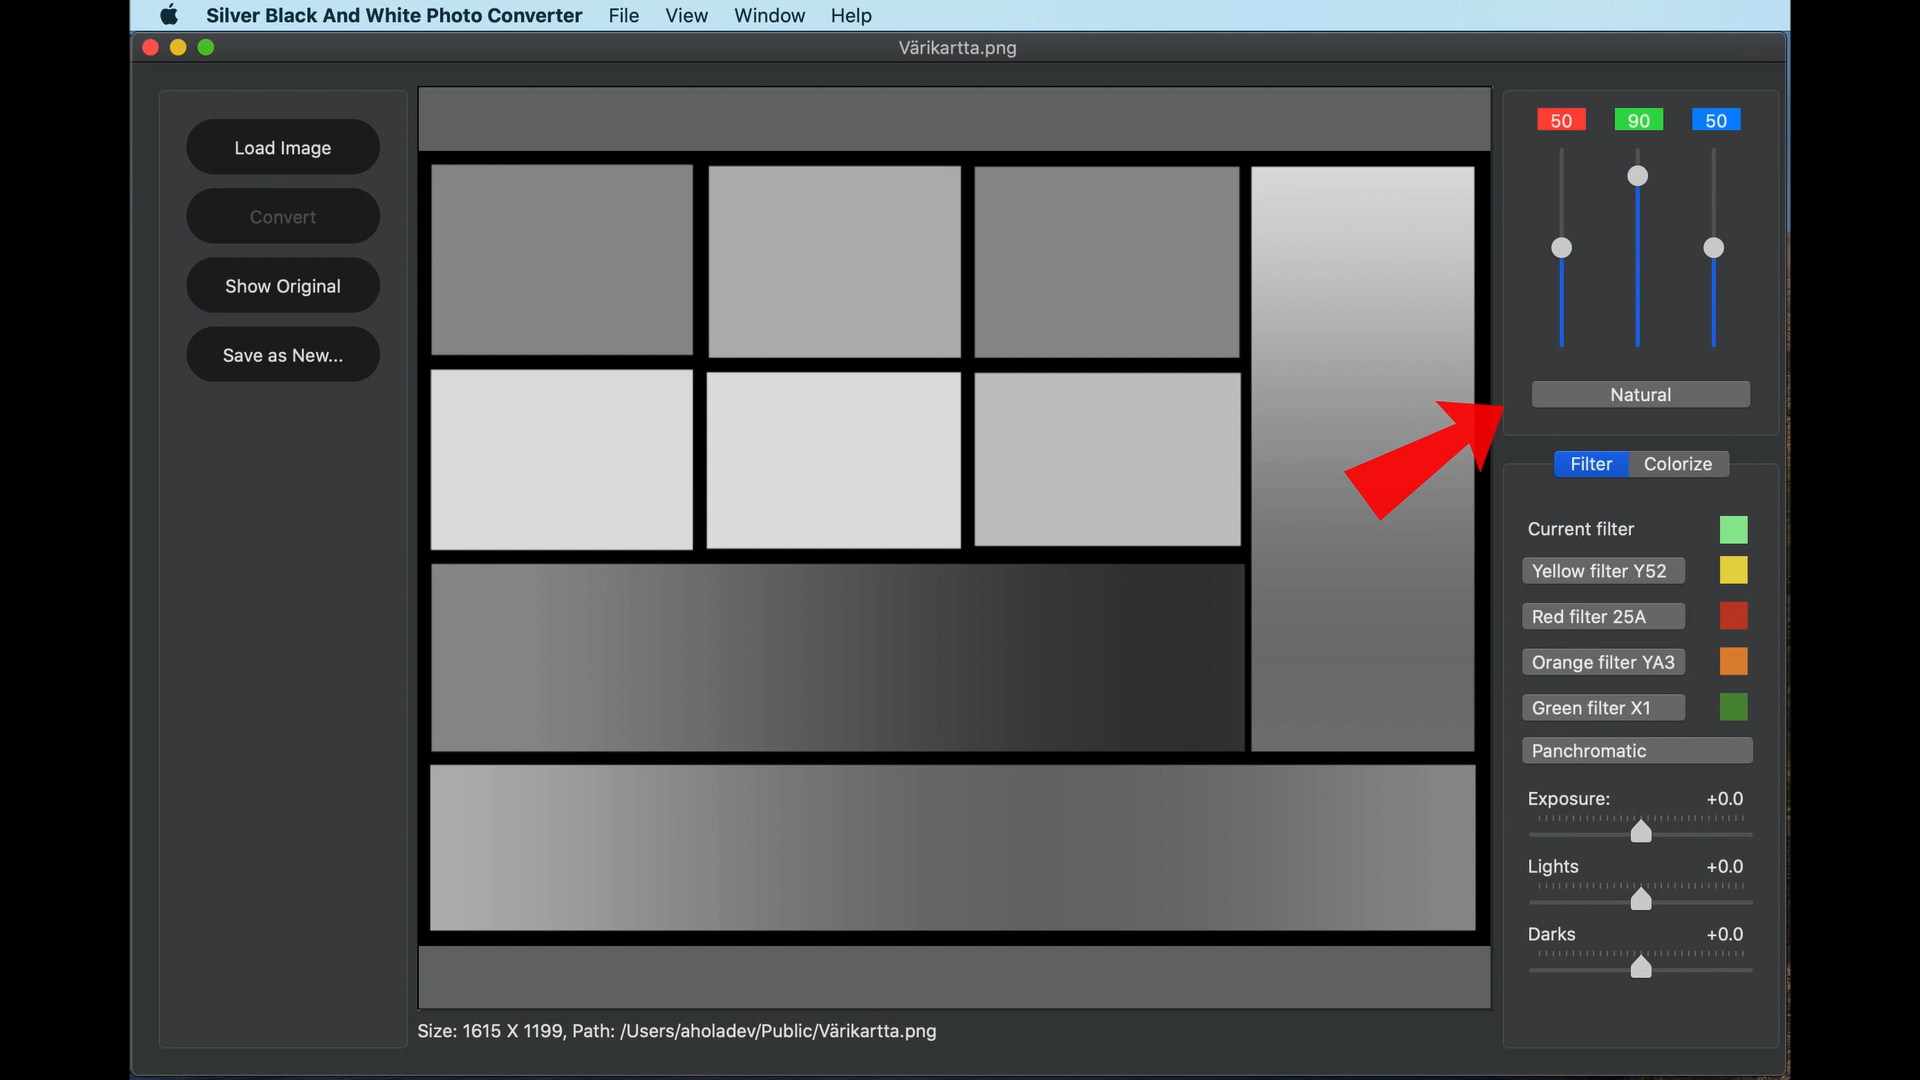 Silver Black And White Photo Converter File View Window Help
Värikartta.png
Load Image
Convert
Show Original
Save as New...
50 90 50
Natural
Filter Colorize
Current filter
Yellow filter Y52
Red filter 25A
Orange filter YA3
Green filter X1
Panchromatic
Exposure: +0.0
Lights +0.0
Darks +0.0
Size: 1615 X 1199, Path: /Users/aholadev/Public/Värikartta.png